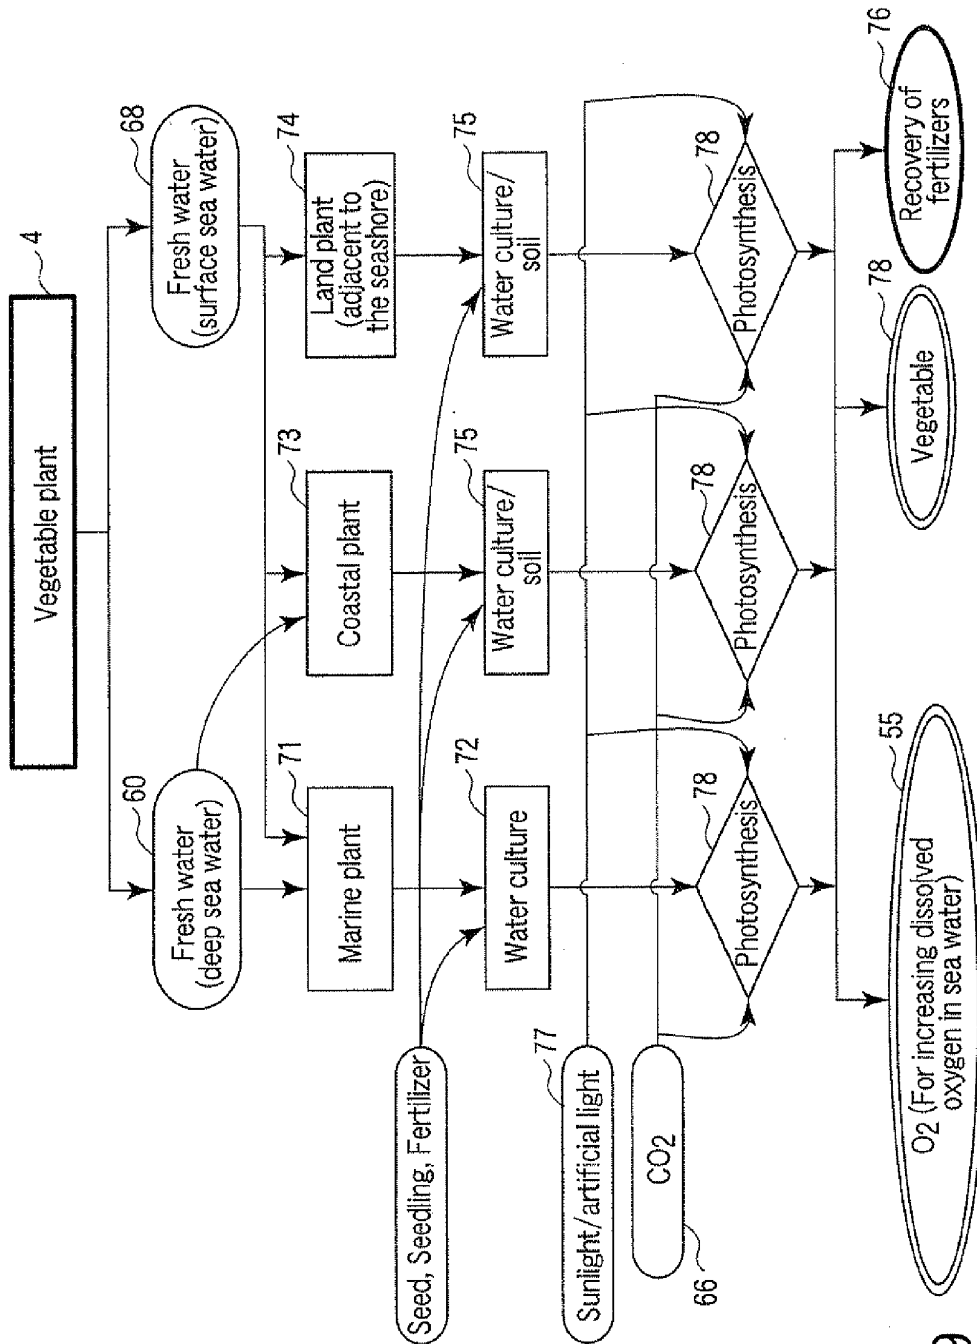 Vegetable plant
4
Fresh water
(deep sea water)
60
Fresh water
(surface sea water)
68
Marine plant
71
Coastal plant
73
Land plant
(adjacent to
the seashore)
74
Seed, Seedling, Fertilizer
Water culture
72
Water culture/
soil
75
Water culture/
soil
75
Sunlight/artificial light
77
CO2
66
Photosynthesis
78
Photosynthesis
78
Photosynthesis
78
O2 (For increasing dissolved
oxygen in sea water)
55
Vegetable
78
Recovery of
fertilizers
76